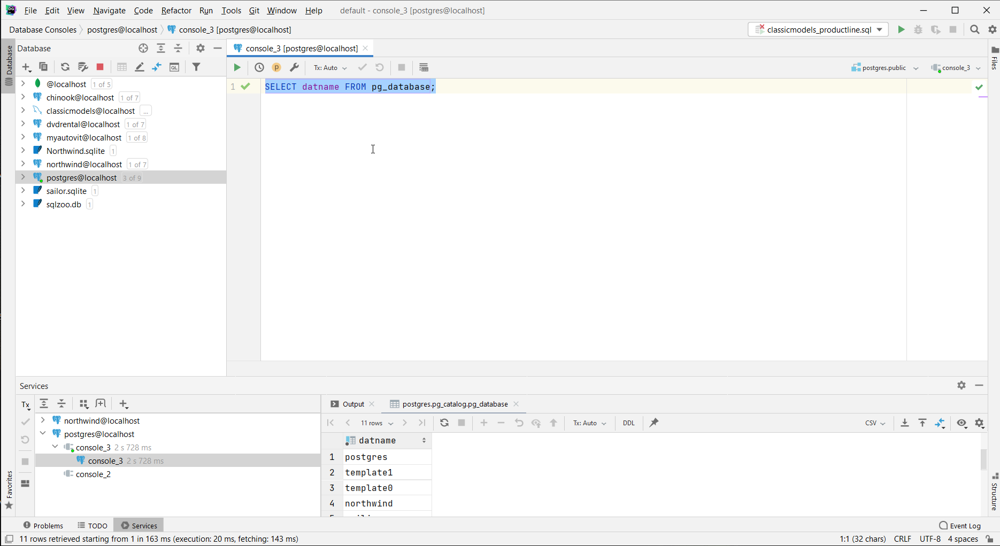 DG File Edit View Navigate Code Refactor Run Tools Git Window Help default - console_3 [postgres@localhost]
Database Consoles postgres@localhost console_3 [postgres@localhost] classicmodels_productline.sql
Database
Database
console_3 [postgres@localhost]
Files
QL
p Tx: Auto postgres.public console_3
@localhost 1 of 5
chinook@localhost 1 of 7
classicmodels@localhost ...
dvdrental@localhost 1 of 7
myautovit@localhost 1 of 8
Northwind.sqlite 1
northwind@localhost 1 of 7
postgres@localhost 3 of 9
sailor.sqlite 1
sqlzoo.db 1
1 SELECT datname FROM pg_database;
Services
Tx
northwind@localhost
postgres@localhost
console_3 2 s 728 ms
console_3 2 s 728 ms
console_2
Output postgres.pg_catalog.pg_database
11 rows Tx: Auto DDL CSV
datname
1 postgres
2 template1
3 template0
4 northwind
Favorites
Structure
Problems TODO Services Event Log
11 rows retrieved starting from 1 in 163 ms (execution: 20 ms, fetching: 143 ms) 1:1 (32 chars) CRLF UTF-8 4 spaces